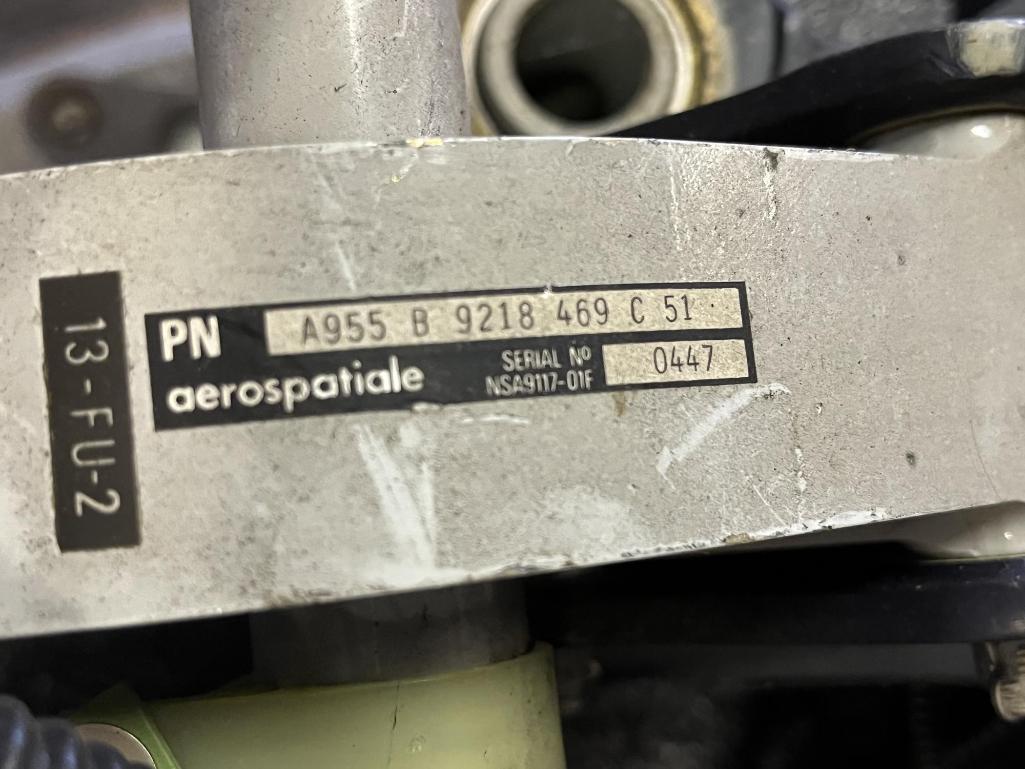 13-FU-2
PN A955 B 9218 469 C 51
aerospatiale SERIAL Nº 0447
NSA9117-01F